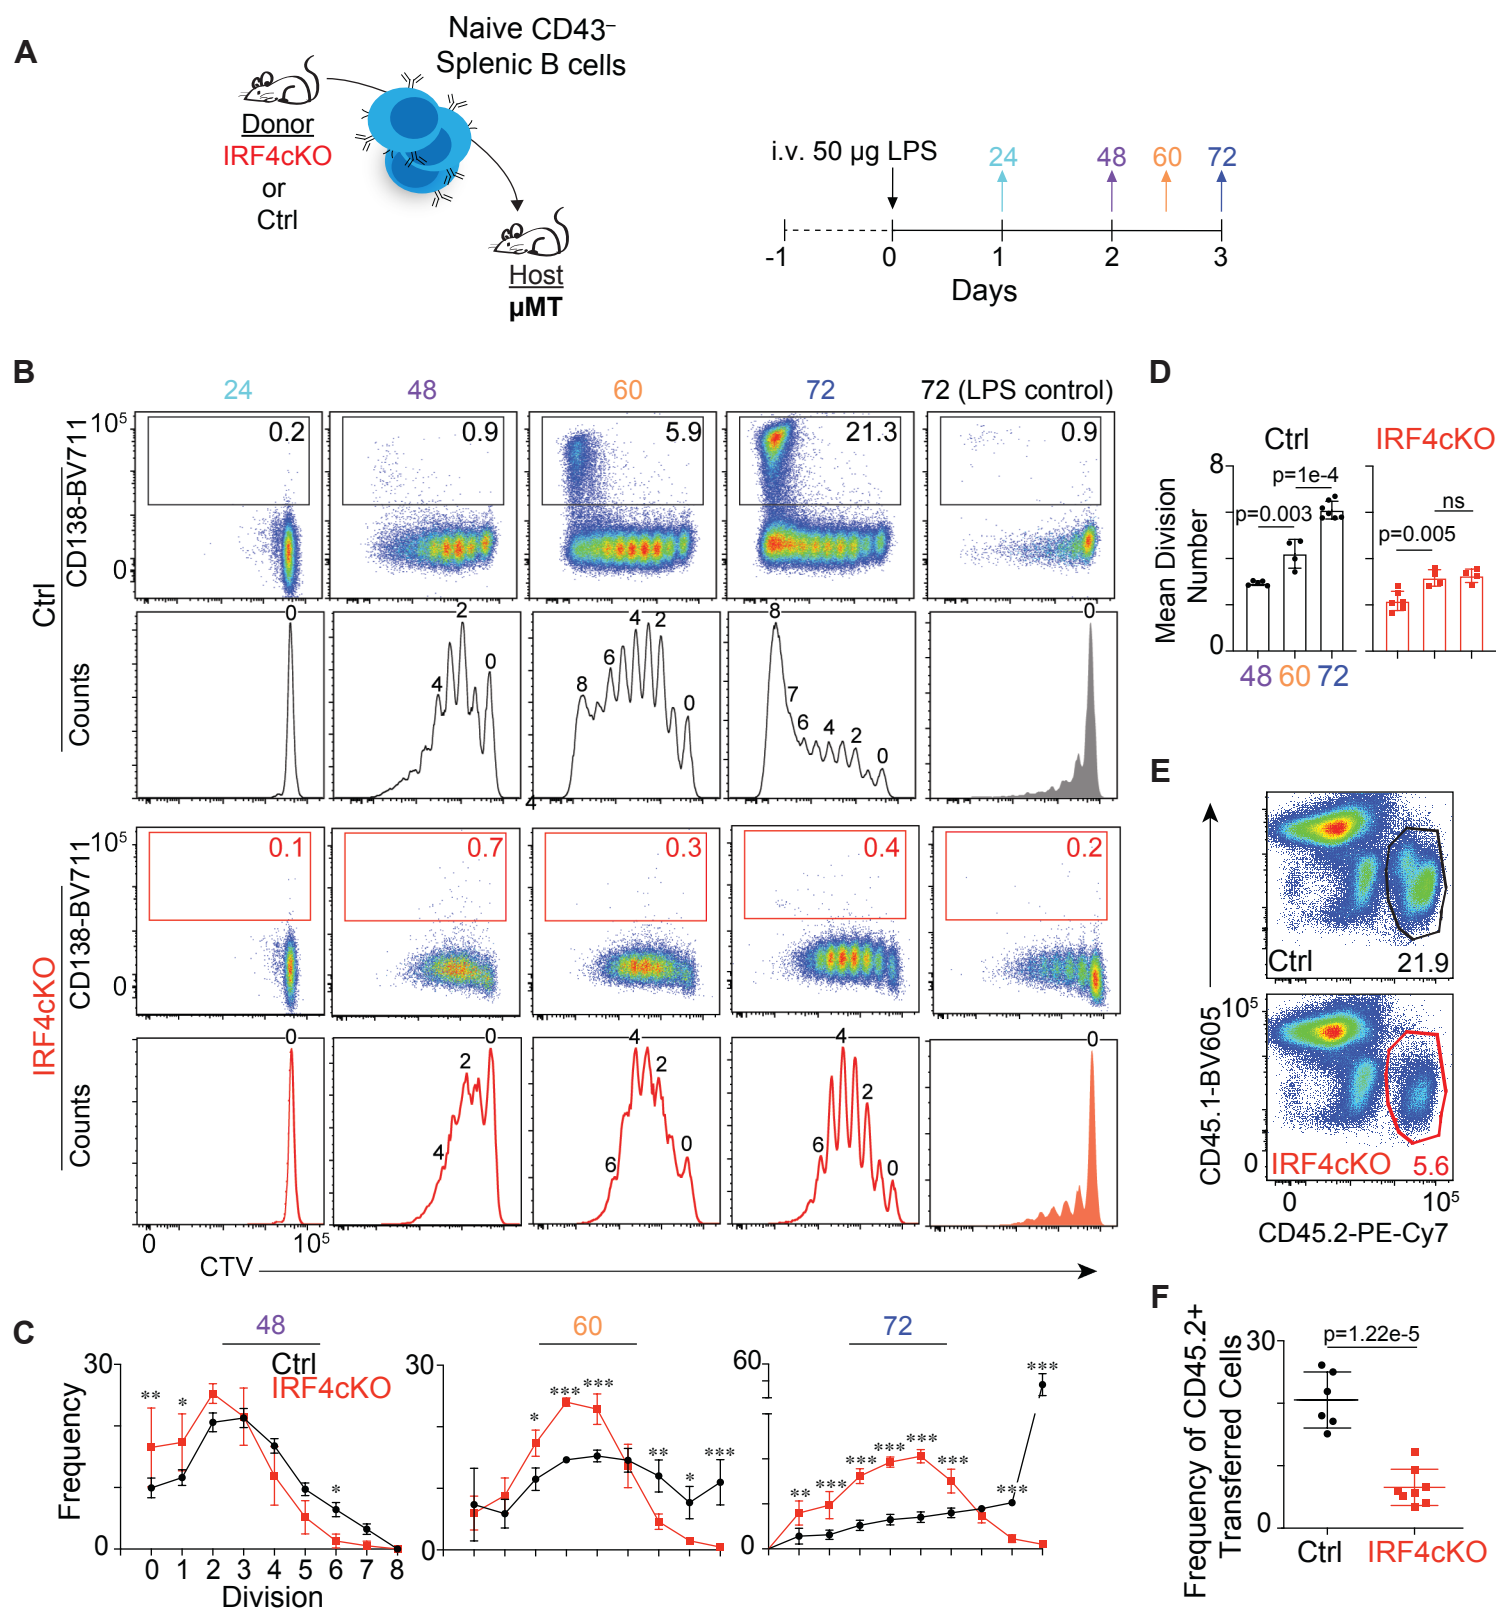 A
Naive CD43–
Splenic B cells
Donor
IRF4cKO
or
Ctrl
Host
µMT
i.v. 50 µg LPS
24 48 60 72
-1 0 1 2 3
Days
B
24 48 60 72 72 (LPS control)
Ctrl
CD138-BV711
10⁵
0
0.2 0.9 5.9 21.3 0.9
Counts
0
4 2 0
8 6 4 2 0
8 7 6 4 2 0
0
4
IRF4cKO
CD138-BV711
10⁵
0
0.1 0.7 0.3 0.4 0.2
Counts
0
4 2 0
6 4 2 0
6 4 2 0
0
0 10⁵
CTV
C
48 60 72
Ctrl
IRF4cKO
Frequency
30
0
** * *
0 1 2 3 4 5 6 7 8
Division
30
0
* *** *** ** * ***
60
0
** *** *** *** *** *** *** ***
D
Ctrl IRF4cKO
Mean Division
Number
8
0
p=0.003
p=1e-4
p=0.005
ns
48 60 72
E
Ctrl 21.9
IRF4cKO 5.6
CD45.1-BV605
10⁵
0
0 10⁵
CD45.2-PE-Cy7
F
Frequency of CD45.2+
Transferred Cells
30
0
p=1.22e-5
Ctrl IRF4cKO